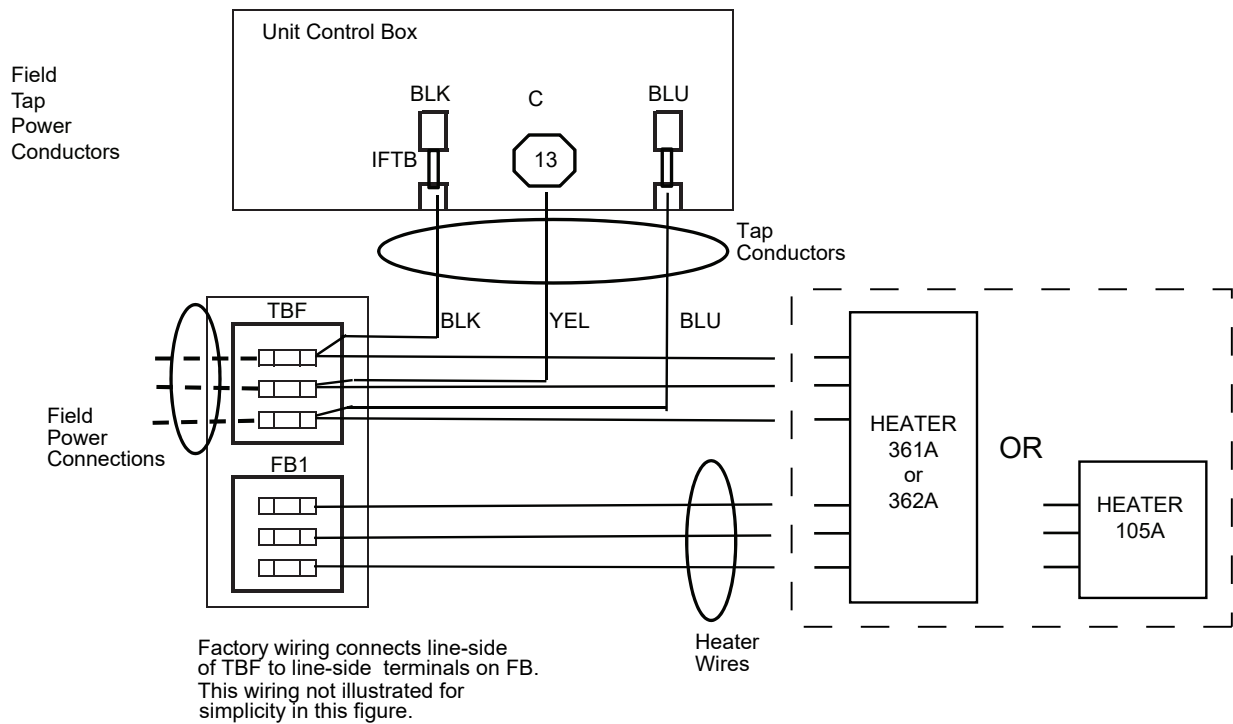 Unit Control Box
Field
Tap
Power
Conductors
BLK
C
BLU
IFTB
13
Tap
Conductors
TBF
BLK
YEL
BLU
Field
Power
Connections
FB1
HEATER
361A
or
362A
OR
HEATER
105A
Heater
Wires
Factory wiring connects line-side
of TBF to line-side terminals on FB.
This wiring not illustrated for
simplicity in this figure.